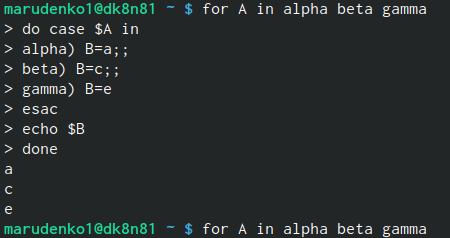 marudenko1@dk8n81 ~ $ for A in alpha beta gamma
> do case $A in
> alpha) B=a;;
> beta) B=c;;
> gamma) B=e
> esac
> echo $B
> done
a
c
e
marudenko1@dk8n81 ~ $ for A in alpha beta gamma